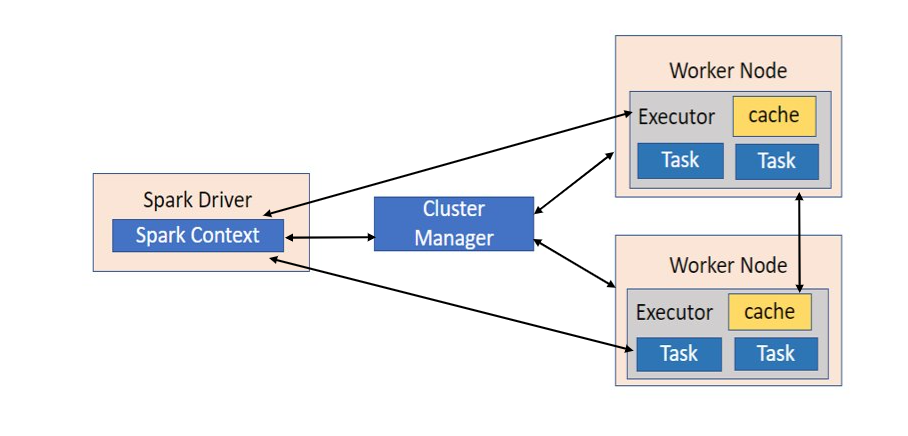 Spark Driver
Spark Context
Cluster
Manager
Worker Node
Executor
cache
Task
Task
Worker Node
Executor
cache
Task
Task